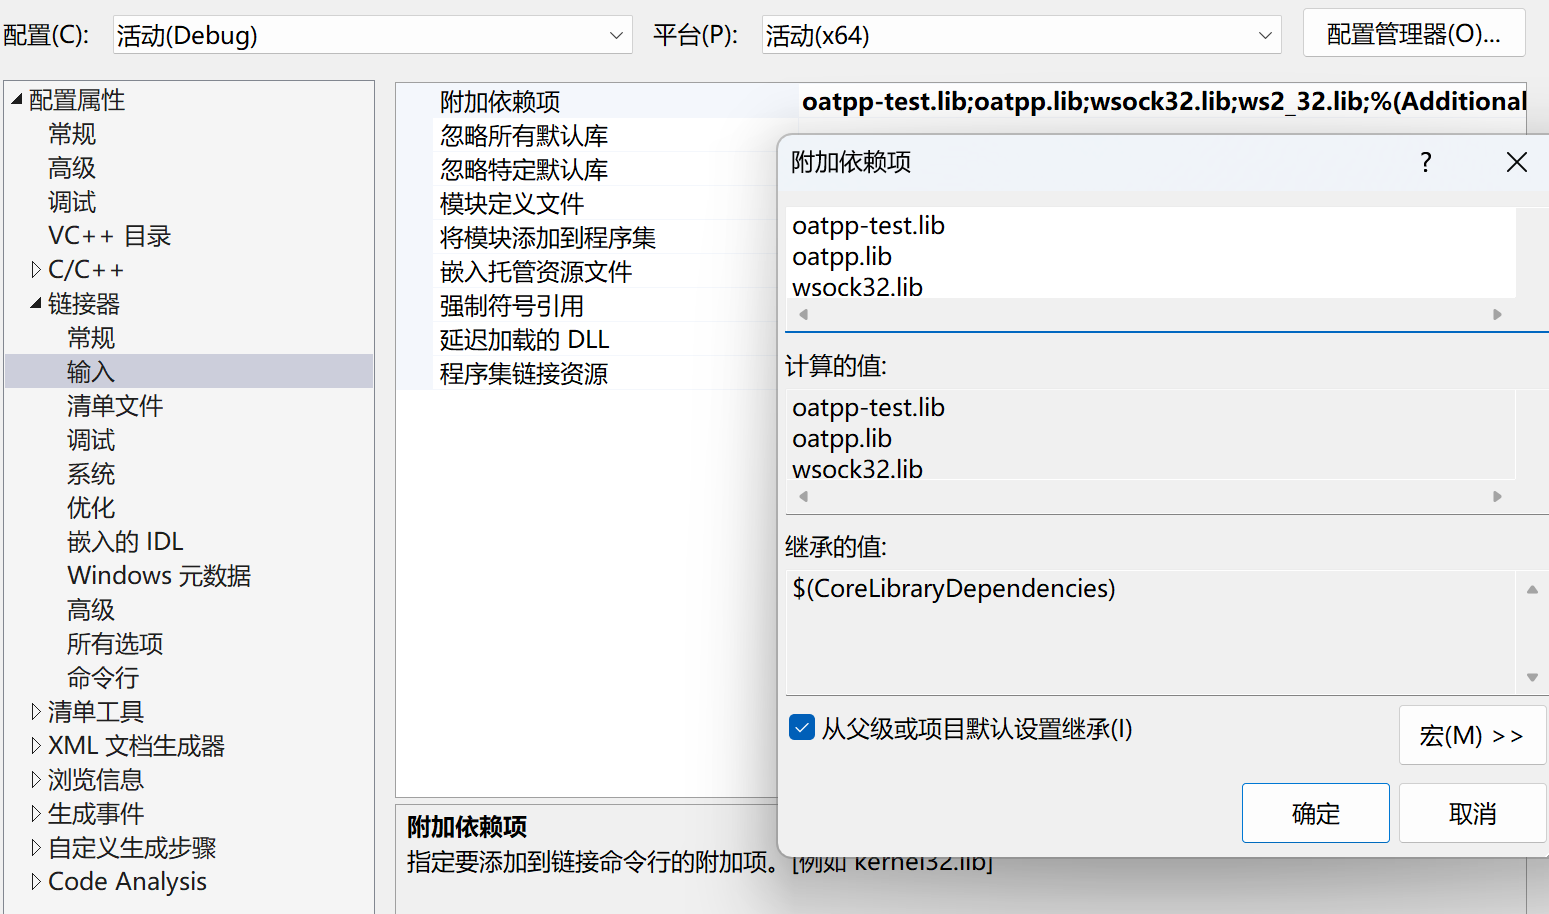 配置(C):
活动(Debug)
平台(P):
活动(x64)
配置管理器(O)...
配置属性
常规
高级
调试
VC++ 目录
C/C++
链接器
常规
输入
清单文件
调试
系统
优化
嵌入的 IDL
Windows 元数据
高级
所有选项
命令行
清单工具
XML 文档生成器
浏览信息
生成事件
自定义生成步骤
Code Analysis
附加依赖项
oatpp-test.lib;oatpp.lib;wsock32.lib;ws2_32.lib;%(Additional
忽略所有默认库
忽略特定默认库
模块定义文件
将模块添加到程序集
嵌入托管资源文件
强制符号引用
延迟加载的 DLL
程序集链接资源
附加依赖项
指定要添加到链接命令行的附加项。[例如 kernel32.lib]
附加依赖项
?
oatpp-test.lib
oatpp.lib
wsock32.lib
计算的值:
oatpp-test.lib
oatpp.lib
wsock32.lib
继承的值:
$(CoreLibraryDependencies)
从父级或项目默认设置继承(I)
宏(M) >>
确定
取消